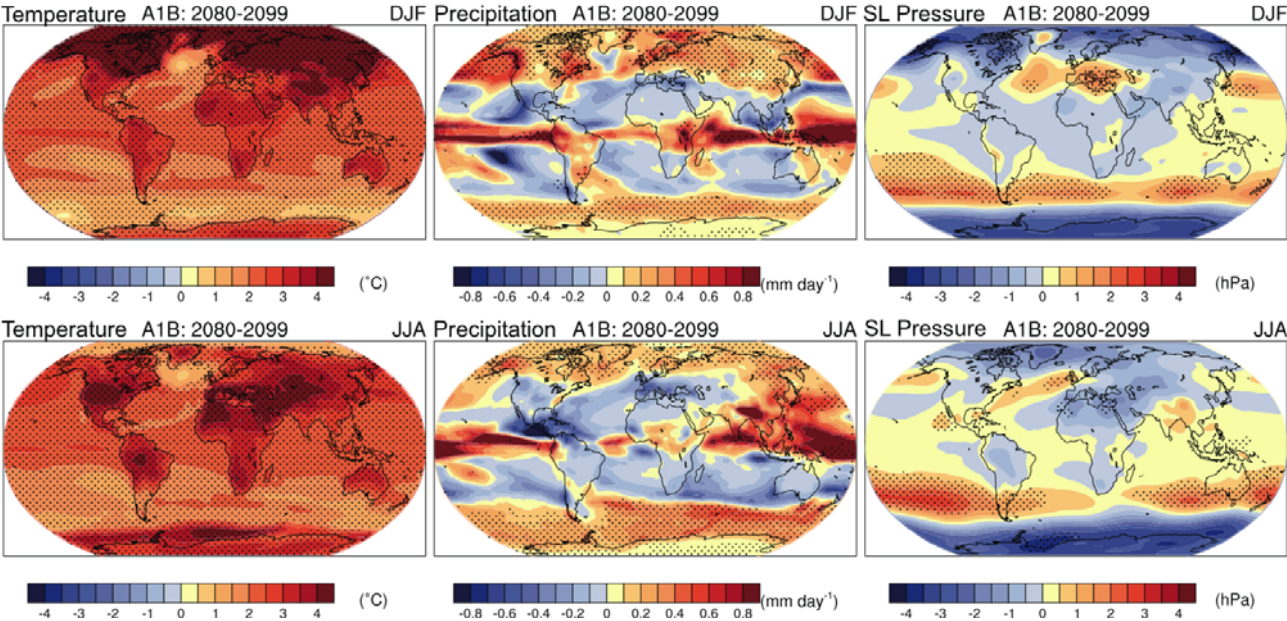 Temperature A1B: 2080-2099 DJF
Precipitation A1B: 2080-2099 DJF
SL Pressure A1B: 2080-2099 DJF
-4 -3 -2 -1 0 1 2 3 4 (°C)
-0.8 -0.6 -0.4 -0.2 0 0.2 0.4 0.6 0.8 (mm day-1)
-4 -3 -2 -1 0 1 2 3 4 (hPa)
Temperature A1B: 2080-2099 JJA
Precipitation A1B: 2080-2099 JJA
SL Pressure A1B: 2080-2099 JJA
-4 -3 -2 -1 0 1 2 3 4 (°C)
-0.8 -0.6 -0.4 -0.2 0 0.2 0.4 0.6 0.8 (mm day-1)
-4 -3 -2 -1 0 1 2 3 4 (hPa)